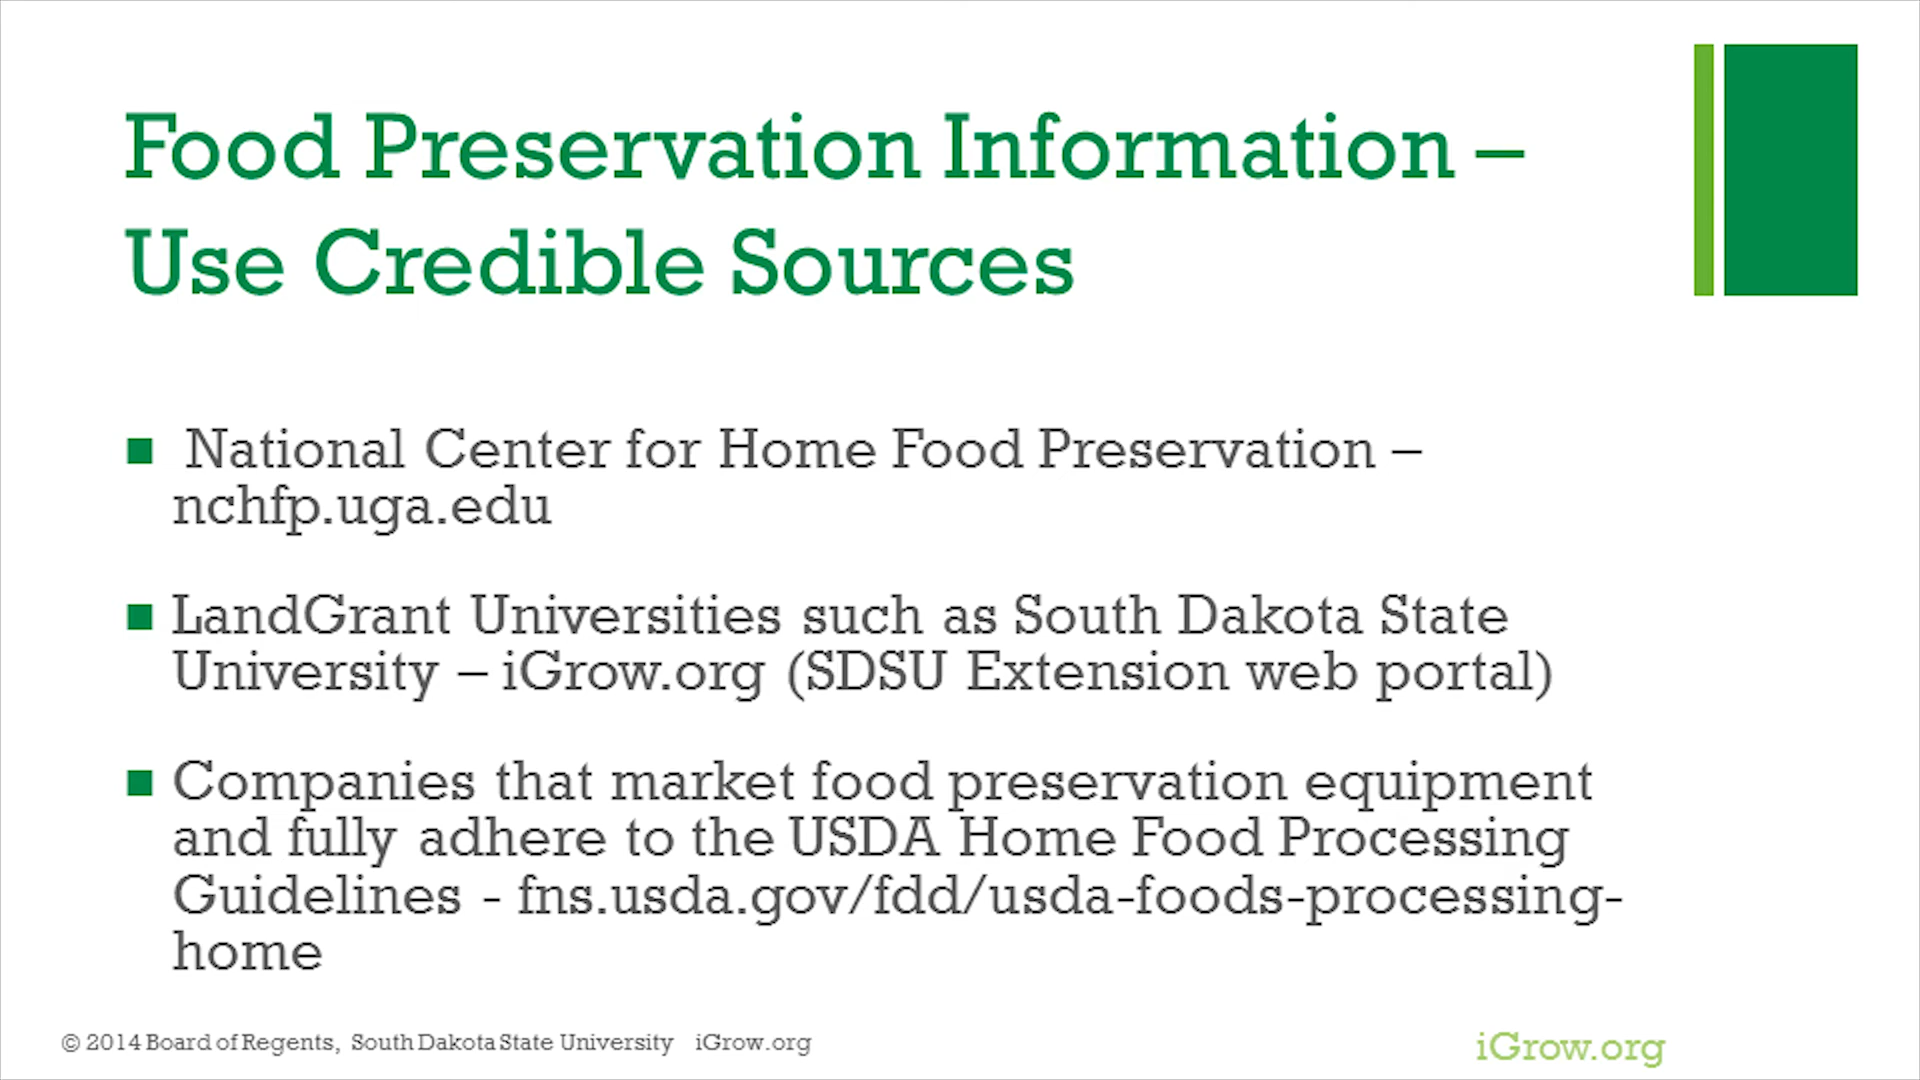 Food Preservation Information –
Use Credible Sources
National Center for Home Food Preservation –
nchfp.uga.edu
LandGrant Universities such as South Dakota State
University – iGrow.org (SDSU Extension web portal)
Companies that market food preservation equipment
and fully adhere to the USDA Home Food Processing
Guidelines - fns.usda.gov/fdd/usda-foods-processing-
home
© 2014 Board of Regents, South Dakota State University iGrow.org
iGrow.org